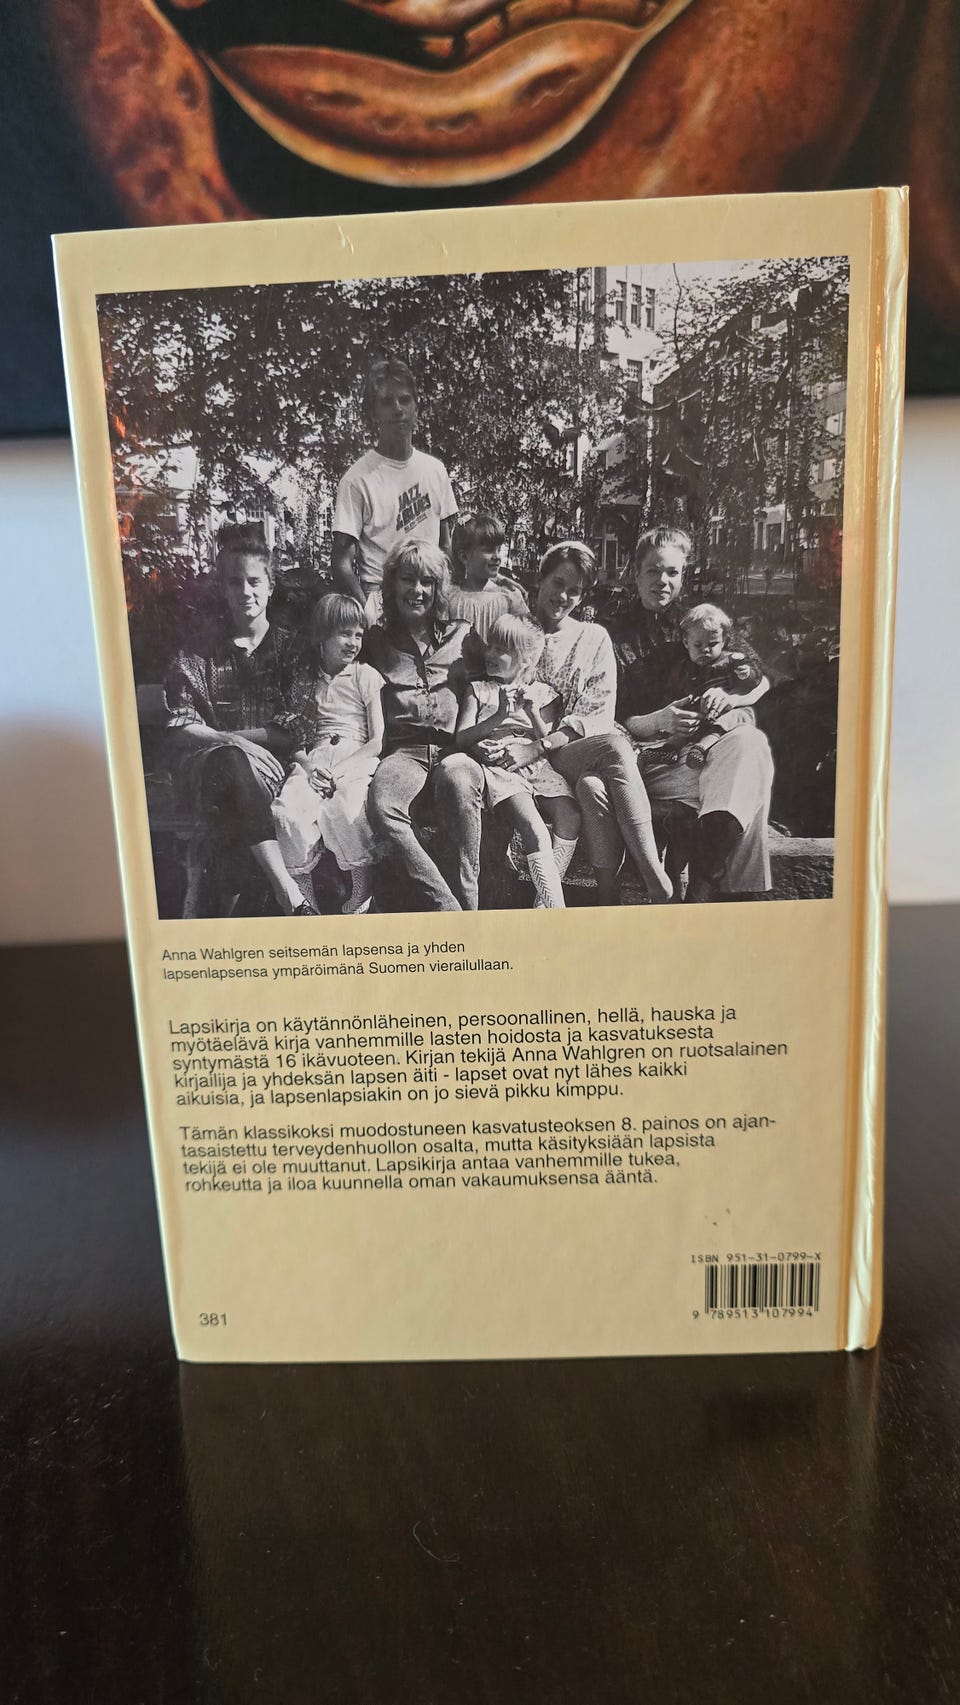 JAZZ
& BLUES
Anna Wahlgren seitsemän lapsensa ja yhden
lapsenlapsensa ympäröimänä Suomen vierailullaan.
Lapsikirja on käytännönläheinen, persoonallinen, hellä, hauska ja
myötäelävä kirja vanhemmille lasten hoidosta ja kasvatuksesta
syntymästä 16 ikävuoteen. Kirjan tekijä Anna Wahlgren on ruotsalainen
kirjailija ja yhdeksän lapsen äiti - lapset ovat nyt lähes kaikki
aikuisia, ja lapsenlapsiakin on jo sievä pikku kimppu.
Tämän klassikoksi muodostuneen kasvatusteoksen 8. painos on ajan-
tasaistettu terveydenhuollon osalta, mutta käsityksiään lapsista
tekijä ei ole muuttanut. Lapsikirja antaa vanhemmille tukea,
rohkeutta ja iloa kuunnella oman vakaumuksensa ääntä.
ISBN 951-31-0799-X
9 789513 107994
381